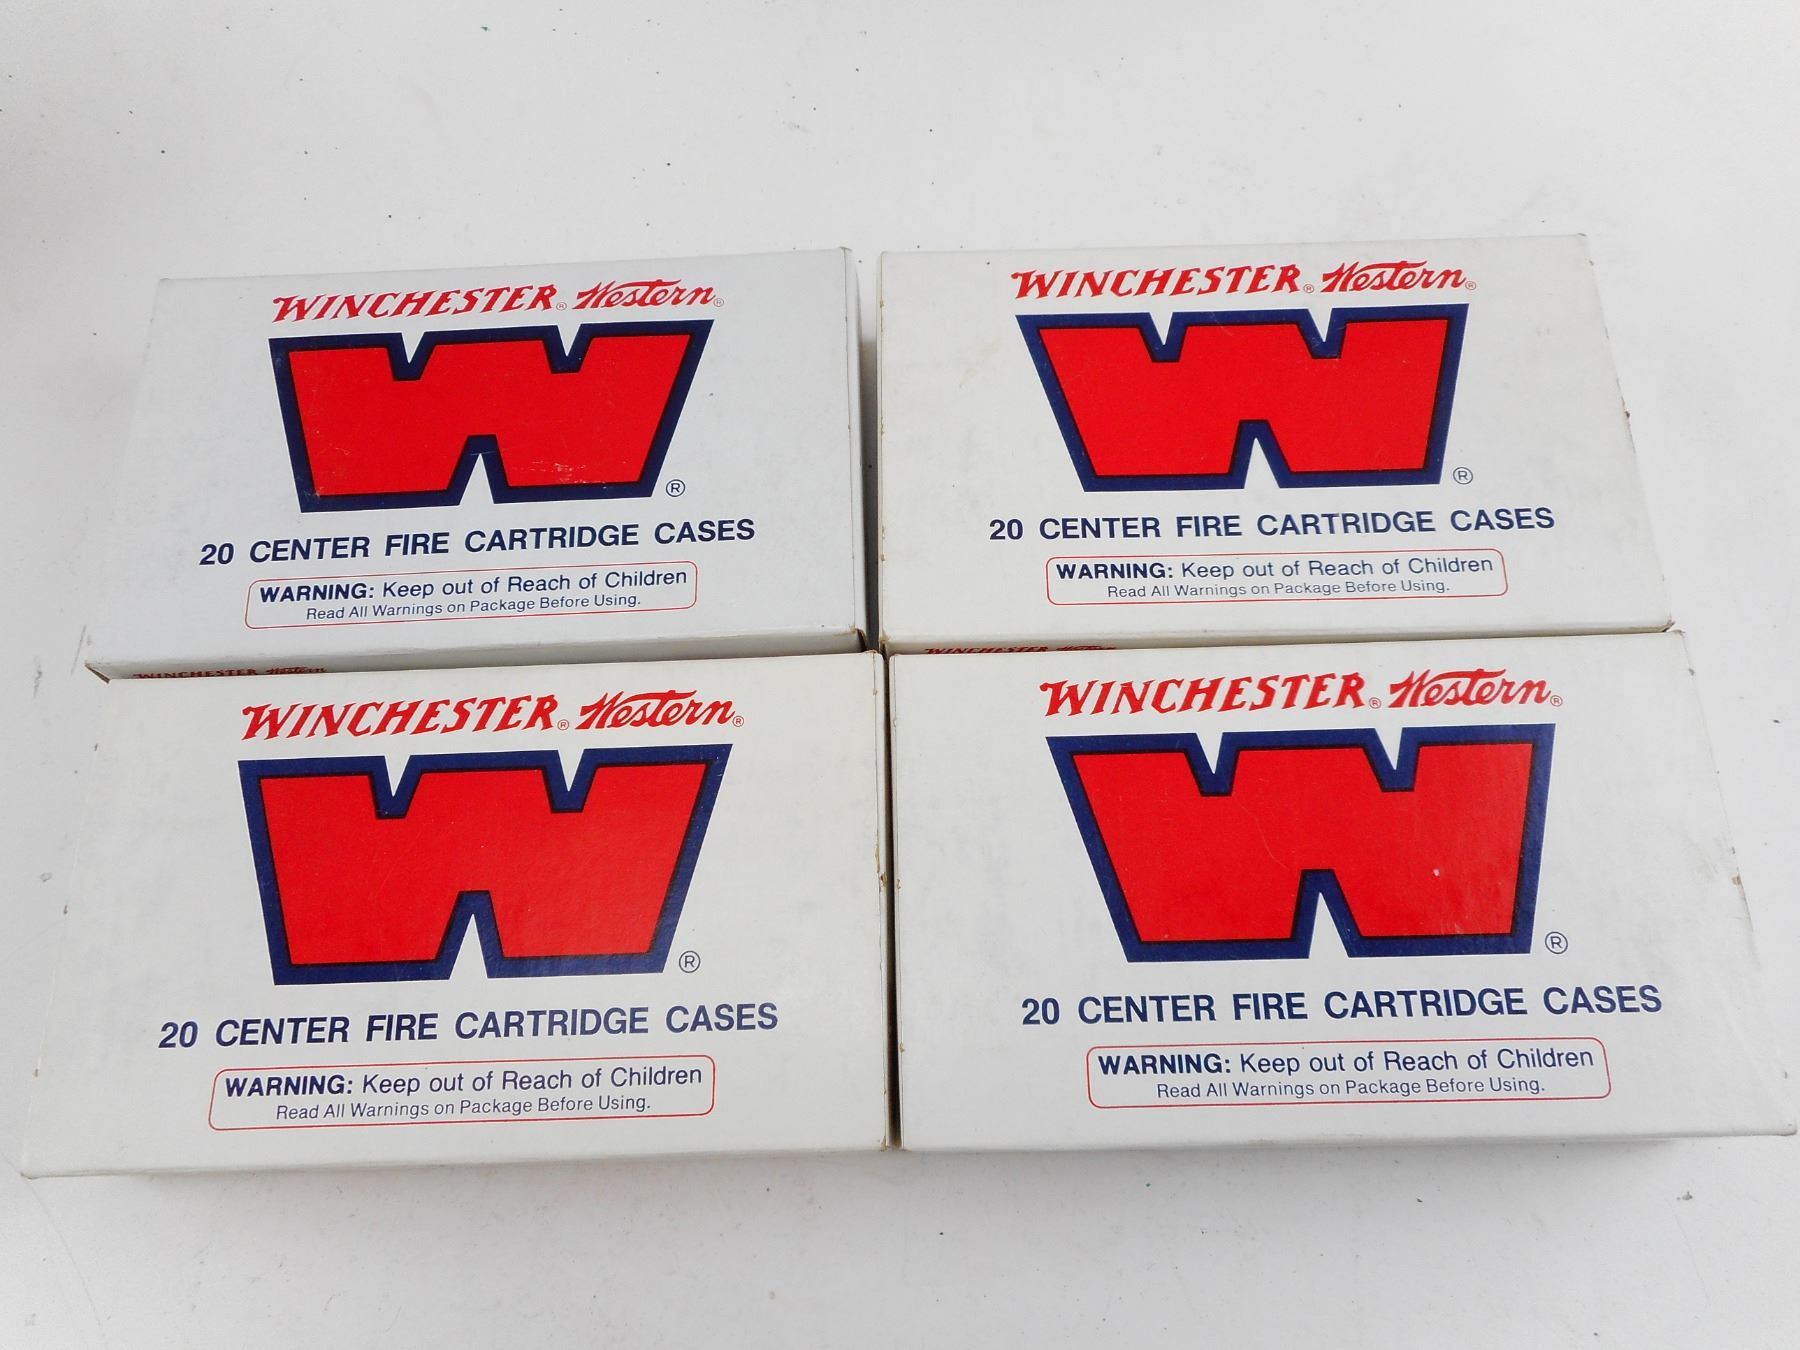 WINCHESTER® Western®
W®
20 CENTER FIRE CARTRIDGE CASES
WARNING: Keep out of Reach of Children
Read All Warnings on Package Before Using.
WINCHESTER® Western®
W®
20 CENTER FIRE CARTRIDGE CASES
WARNING: Keep out of Reach of Children
Read All Warnings on Package Before Using.
WINCHESTER Western
WINCHESTER® Western®
W®
20 CENTER FIRE CARTRIDGE CASES
WARNING: Keep out of Reach of Children
Read All Warnings on Package Before Using.
WINCHESTER Western
WINCHESTER® Western®
W®
20 CENTER FIRE CARTRIDGE CASES
WARNING: Keep out of Reach of Children
Read All Warnings on Package Before Using.